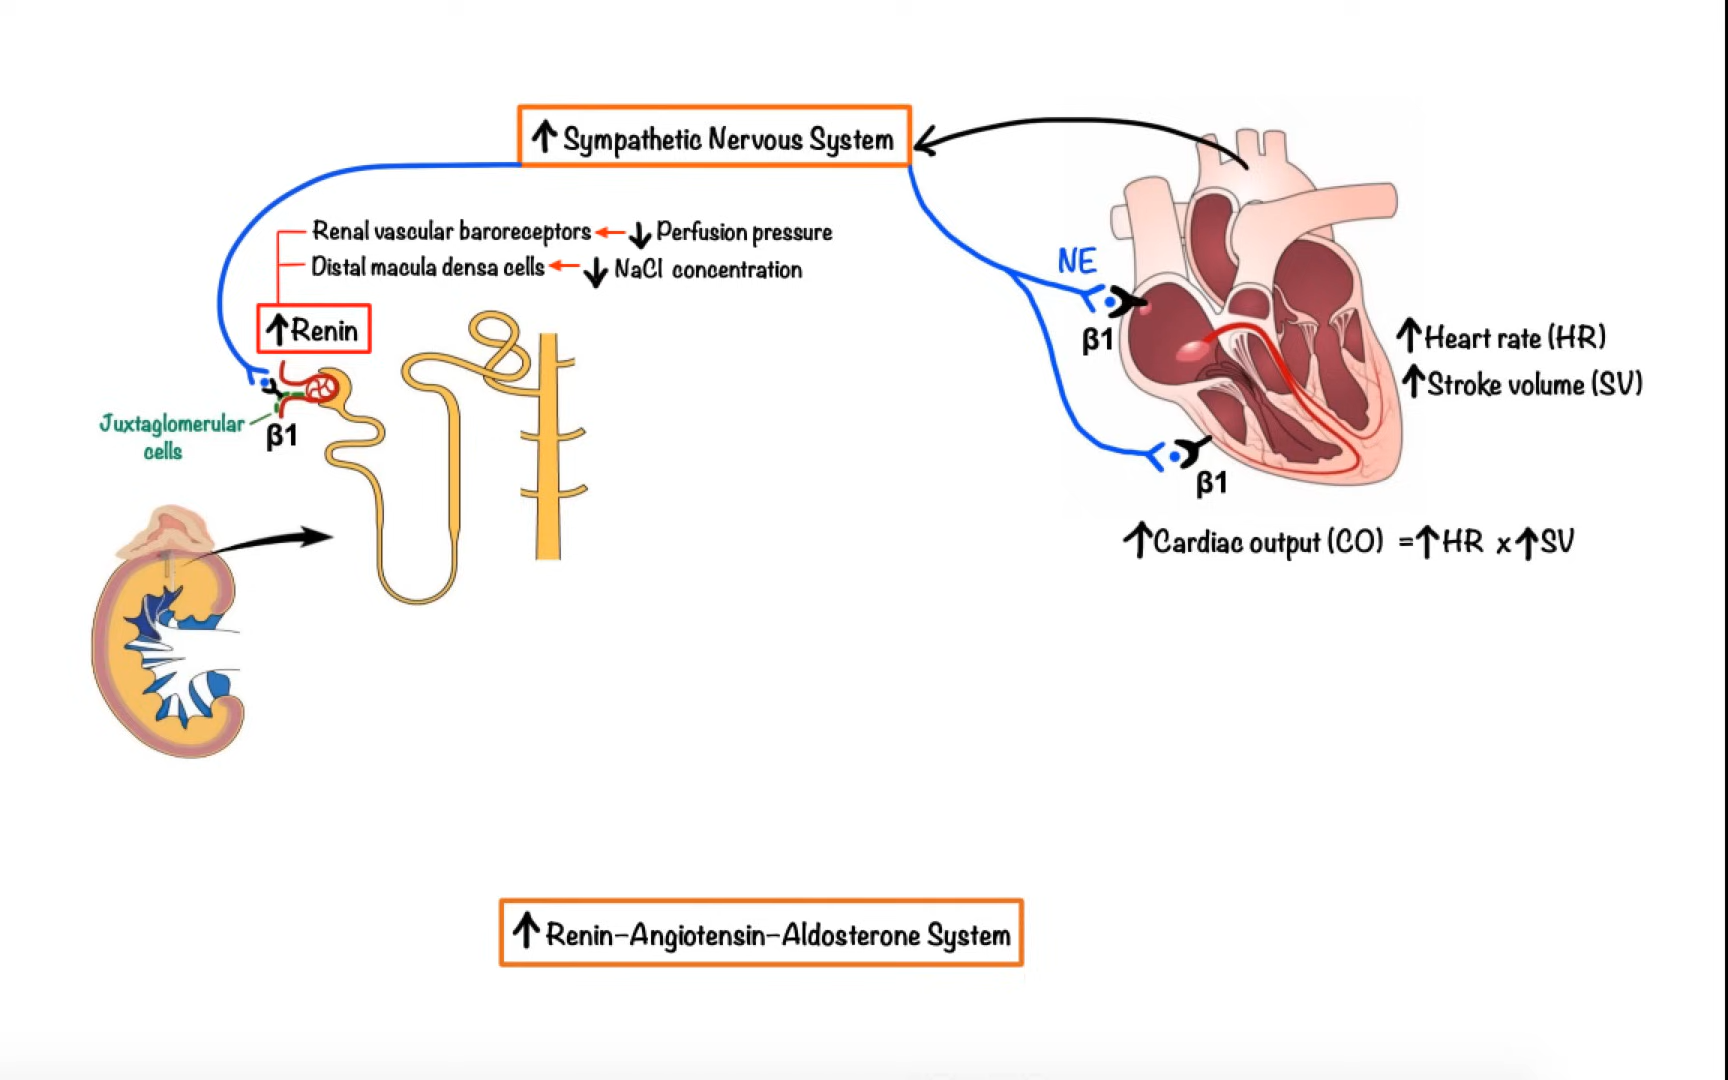 ↑ Sympathetic Nervous System
Renal vascular baroreceptors ← ↓ Perfusion pressure
Distal macula densa cells ← ↓ NaCl concentration
↑Renin
Juxtaglomerular
cells
β1
NE
β1
β1
↑Heart rate (HR)
↑Stroke volume (SV)
↑Cardiac output (CO) =↑HR x↑SV
↑ Renin-Angiotensin-Aldosterone System